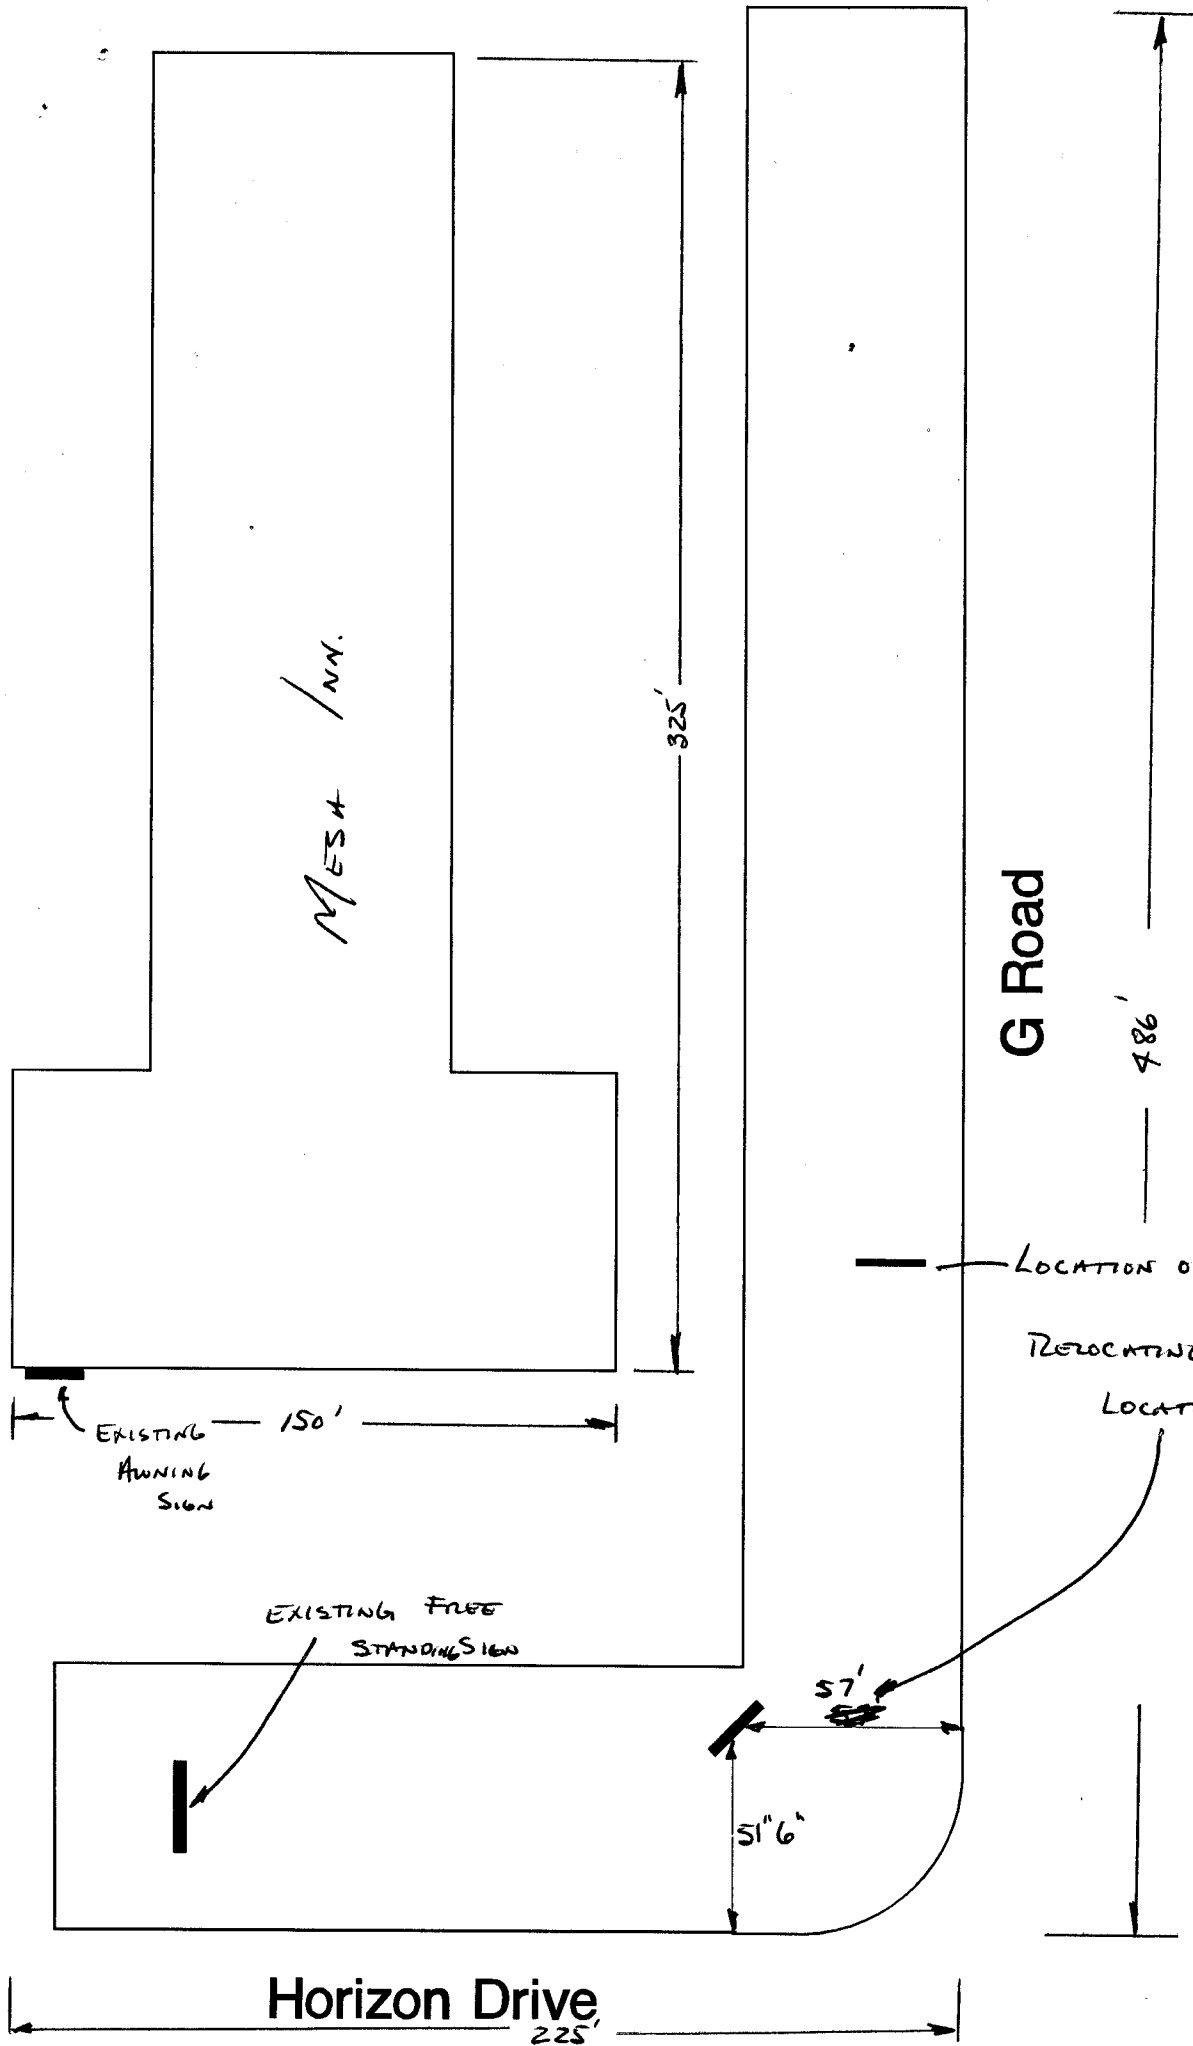 MESA INN.
325'
G Road
486'
LOCATION O
RELOCATING
LOCAT
EXISTING
AWNING
SIGN
150'
EXISTING FREE
STANDING SIGN
57'
51"6"
Horizon Drive
225'